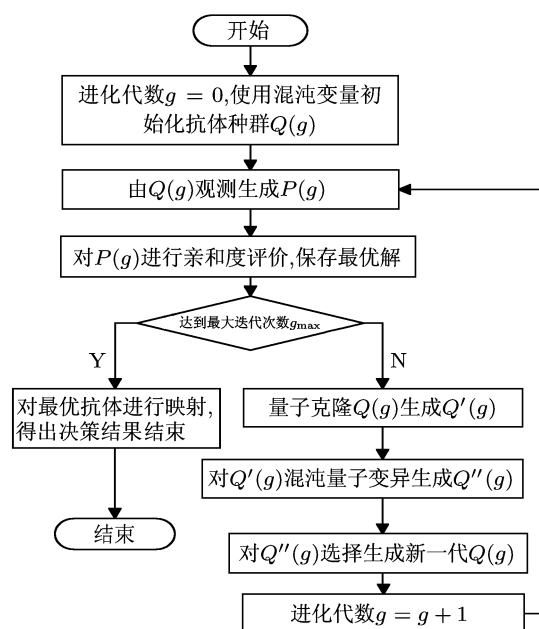 开始
进化代数g = 0,使用混沌变量初
始化抗体种群Q(g)
由Q(g)观测生成P(g)
对P(g)进行亲和度评价,保存最优解
达到最大迭代次数gmax
Y
N
对最优抗体进行映射,
得出决策结果结束
量子克隆Q(g)生成Q′(g)
对Q′(g)混沌量子变异生成Q″(g)
结束
对Q″(g)选择生成新一代Q(g)
进化代数g = g + 1